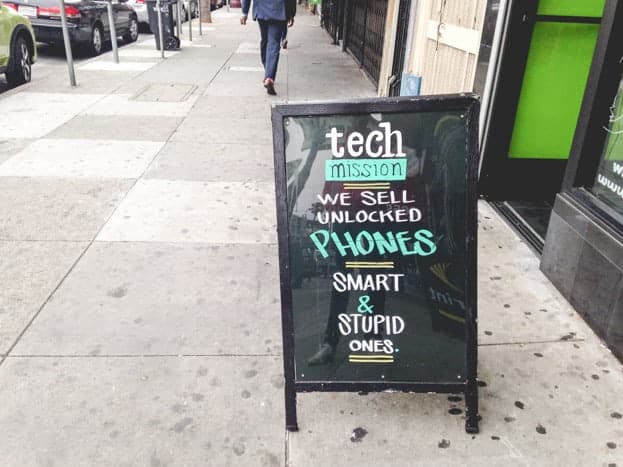 tech
mission
WE SELL
UNLOCKED
PHONES
SMART
&
STUPID
ONES.